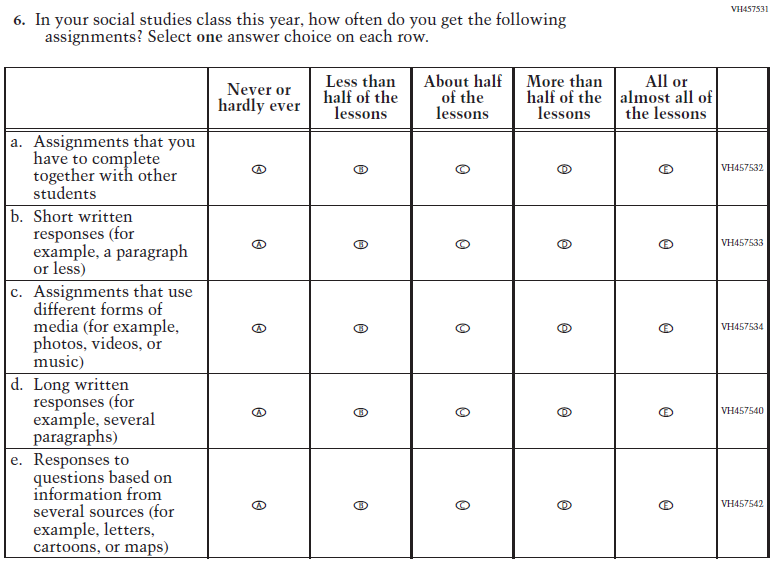 VH457531
6. In your social studies class this year, how often do you get the following
assignments? Select one answer choice on each row.
Never or
hardly ever
Less than
half of the
lessons
About half
of the
lessons
More than
half of the
lessons
All or
almost all of
the lessons
a. Assignments that you
have to complete
together with other
students
A B C D E VH457532
b. Short written
responses (for
example, a paragraph
or less)
A B C D E VH457533
c. Assignments that use
different forms of
media (for example,
photos, videos, or
music)
A B C D E VH457534
d. Long written
responses (for
example, several
paragraphs)
A B C D E VH457540
e. Responses to
questions based on
information from
several sources (for
example, letters,
cartoons, or maps)
A B C D E VH457542